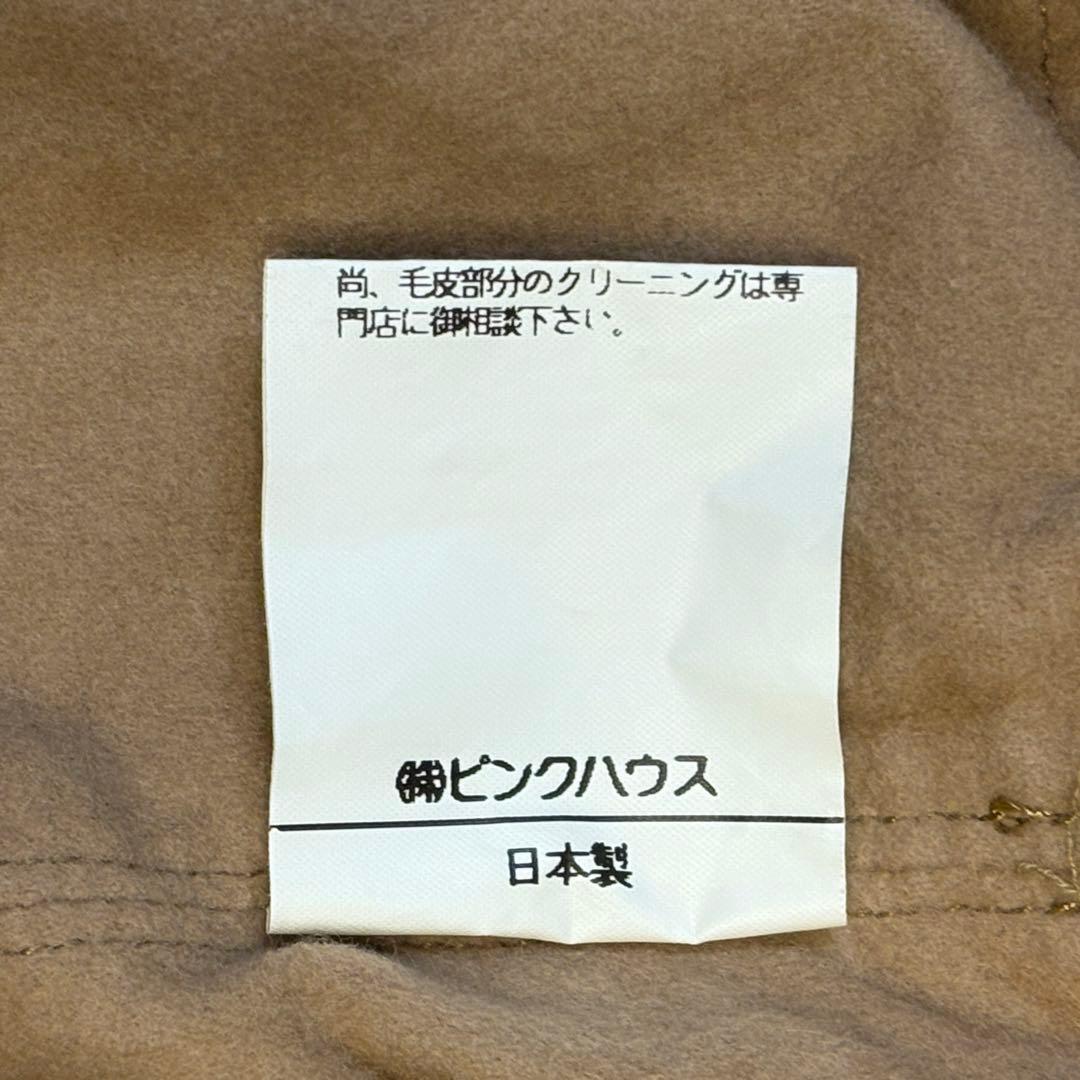 尚、毛皮部分のクリーニングは専
門店に御相談下さい。
㈱ピンクハウス
日本製